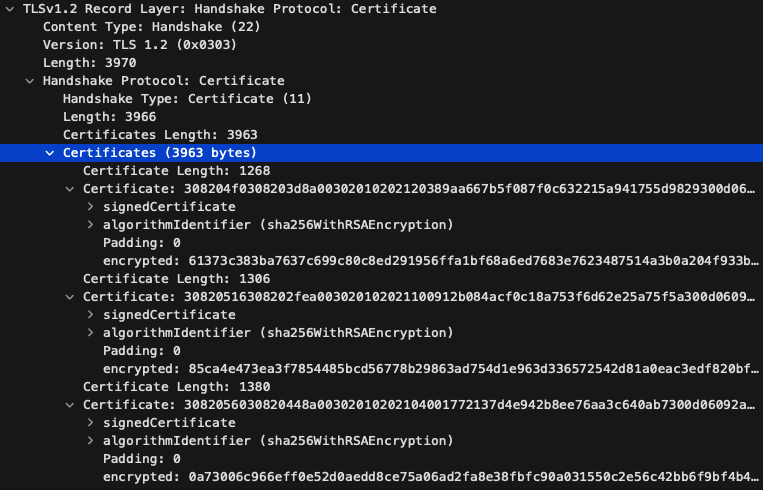 TLSv1.2 Record Layer: Handshake Protocol: Certificate
Content Type: Handshake (22)
Version: TLS 1.2 (0x0303)
Length: 3970
Handshake Protocol: Certificate
Handshake Type: Certificate (11)
Length: 3966
Certificates Length: 3963
Certificates (3963 bytes)
Certificate Length: 1268
Certificate: 308204f0308203d8a00302010202120389aa667b5f087f0c632215a941755d9829300d06…
signedCertificate
algorithmIdentifier (sha256WithRSAEncryption)
Padding: 0
encrypted: 61373c383ba7637c699c80c8ed291956ffa1bf68a6ed7683e7623487514a3b0a204f933b…
Certificate Length: 1306
Certificate: 30820516308202fea003020102021100912b084acf0c18a753f6d62e25a75f5a300d0609…
signedCertificate
algorithmIdentifier (sha256WithRSAEncryption)
Padding: 0
encrypted: 85ca4e473ea3f7854485bcd56778b29863ad754d1e963d336572542d81a0eac3edf820bf…
Certificate Length: 1380
Certificate: 3082056030820448a00302010202104001772137d4e942b8ee76aa3c640ab7300d06092a…
signedCertificate
algorithmIdentifier (sha256WithRSAEncryption)
Padding: 0
encrypted: 0a73006c966eff0e52d0aedd8ce75a06ad2fa8e38fbfc90a031550c2e56c42bb6f9bf4b4…